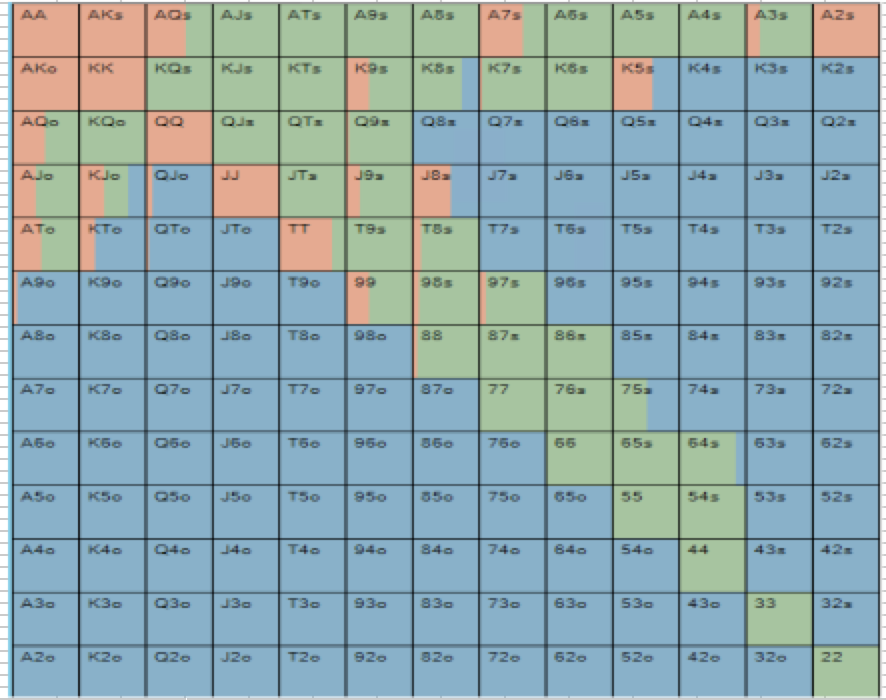 AA AKs AQs AJs ATs A9s A8s A7s A6s A5s A4s A3s A2s
AKo KK KQs KJs KTs K9s K8s K7s K6s K5s K4s K3s K2s
AQo KQo QQ QJs QTs Q9s Q8s Q7s Q6s Q5s Q4s Q3s Q2s
AJo KJo QJo JJ JTs J9s J8s J7s J6s J5s J4s J3s J2s
ATo KTo QTo JTo TT T9s T8s T7s T6s T5s T4s T3s T2s
A9o K9o Q9o J9o T9o 99 98s 97s 96s 95s 94s 93s 92s
A8o K8o Q8o J8o T8o 98o 88 87s 86s 85s 84s 83s 82s
A7o K7o Q7o J7o T7o 97o 87o 77 76s 75s 74s 73s 72s
A6o K6o Q6o J6o T6o 96o 86o 76o 66 65s 64s 63s 62s
A5o K5o Q5o J5o T5o 95o 85o 75o 65o 55 54s 53s 52s
A4o K4o Q4o J4o T4o 94o 84o 74o 64o 54o 44 43s 42s
A3o K3o Q3o J3o T3o 93o 83o 73o 63o 53o 43o 33 32s
A2o K2o Q2o J2o T2o 92o 82o 72o 62o 52o 42o 32o 22